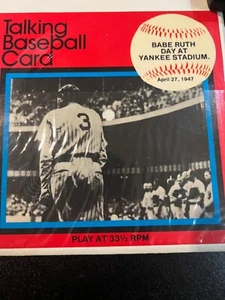 Talking
Baseball
Card
BABE RUTH
DAY AT
YANKEE STADIUM.
April 27, 1947
3
PLAY AT 33⅓ RPM